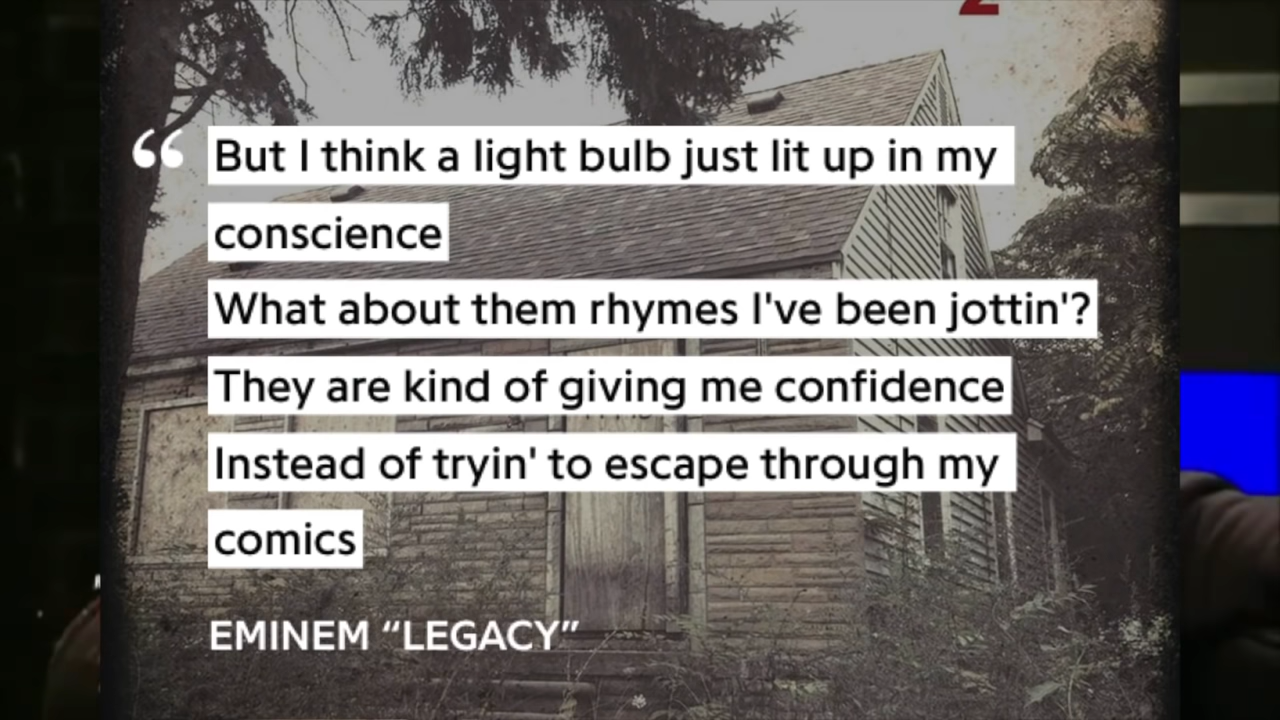 2
“
But I think a light bulb just lit up in my
conscience
What about them rhymes I've been jottin'?
They are kind of giving me confidence
Instead of tryin' to escape through my
comics
EMINEM “LEGACY”